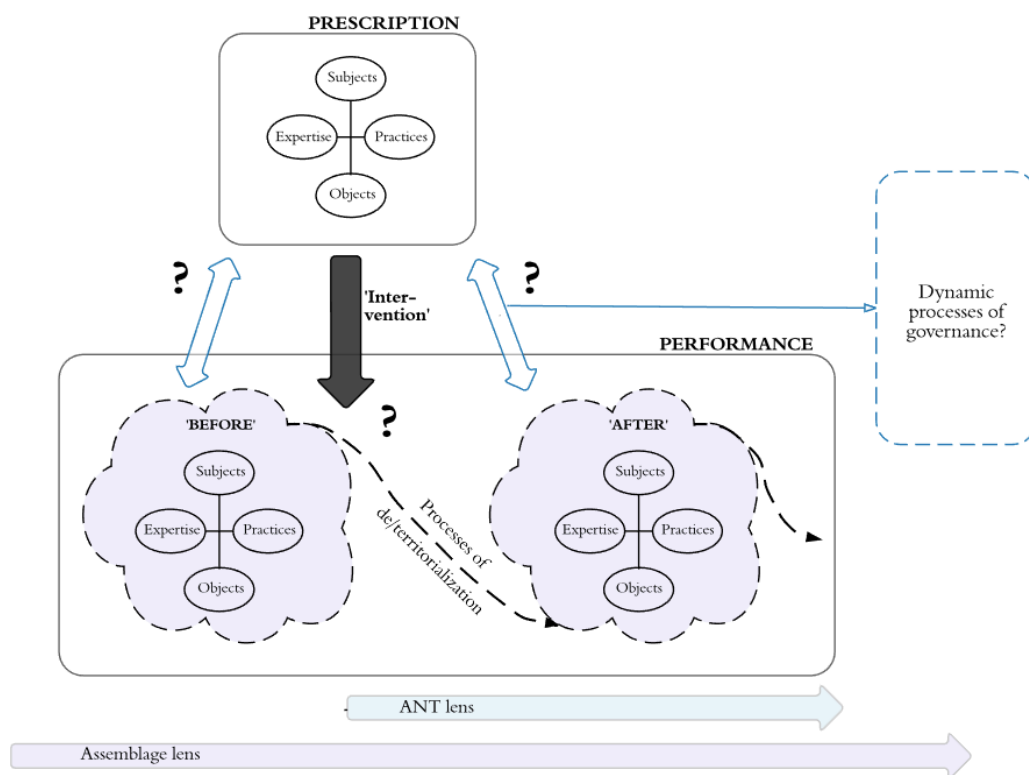 PRESCRIPTION
Subjects
Expertise
Practices
Objects
?
'Inter-
vention'
?
Dynamic
processes of
governance?
PERFORMANCE
?
'BEFORE'
Subjects
Expertise
Practices
Objects
Processes of
de/territorialization
'AFTER'
Subjects
Expertise
Practices
Objects
ANT lens
Assemblage lens